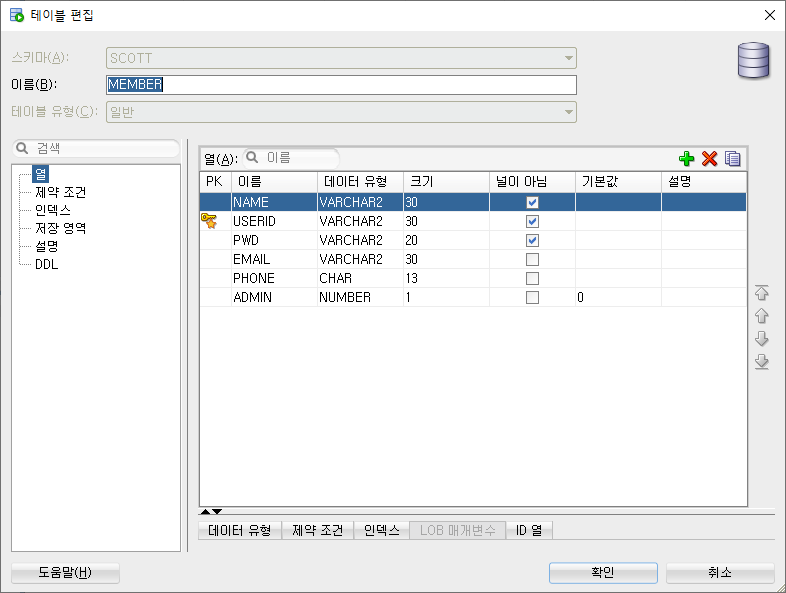 테이블 편집
스키마(A): SCOTT
이름(B): MEMBER
테이블 유형(C): 일반
검색
열
제약 조건
인덱스
저장 영역
설명
DDL
열(A): 이름
PK 이름 데이터 유형 크기 널이 아님 기본값 설명
NAME VARCHAR2 30
USERID VARCHAR2 30
PWD VARCHAR2 20
EMAIL VARCHAR2 30
PHONE CHAR 13
ADMIN NUMBER 1 0
데이터 유형 제약 조건 인덱스 LOB 매개변수 ID 열
도움말(H) 확인 취소